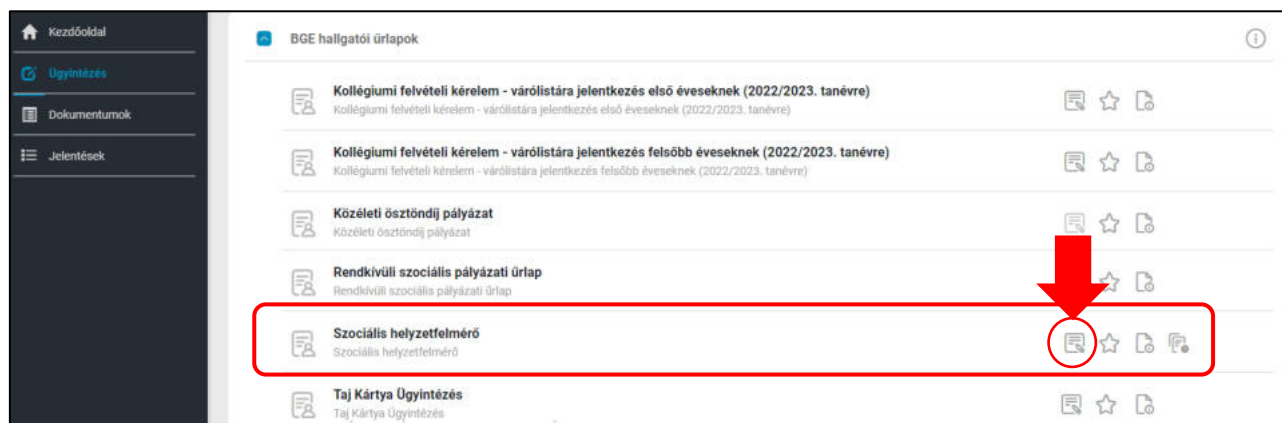 Kezdőoldal
Ügyintézés
Dokumentumok
Jelentések
BGE hallgatói űrlapok
Kollégiumi felvételi kérelem - várólistára jelentkezés első éveseknek (2022/2023. tanévre)
Kollégiumi felvételi kérelem - várólistára jelentkezés első éveseknek (2022/2023. tanévre)
Kollégiumi felvételi kérelem - várólistára jelentkezés felsőbb éveseknek (2022/2023. tanévre)
Kollégiumi felvételi kérelem - várólistára jelentkezés felsőbb éveseknek (2022/2023. tanévre)
Közéleti ösztöndíj pályázat
Közéleti ösztöndíj pályázat
Rendkívüli szociális pályázati űrlap
Rendkívüli szociális pályázati űrlap
Szociális helyzetfelmérő
Szociális helyzetfelmérő
Taj Kártya Ügyintézés
Taj Kártya Ügyintézés